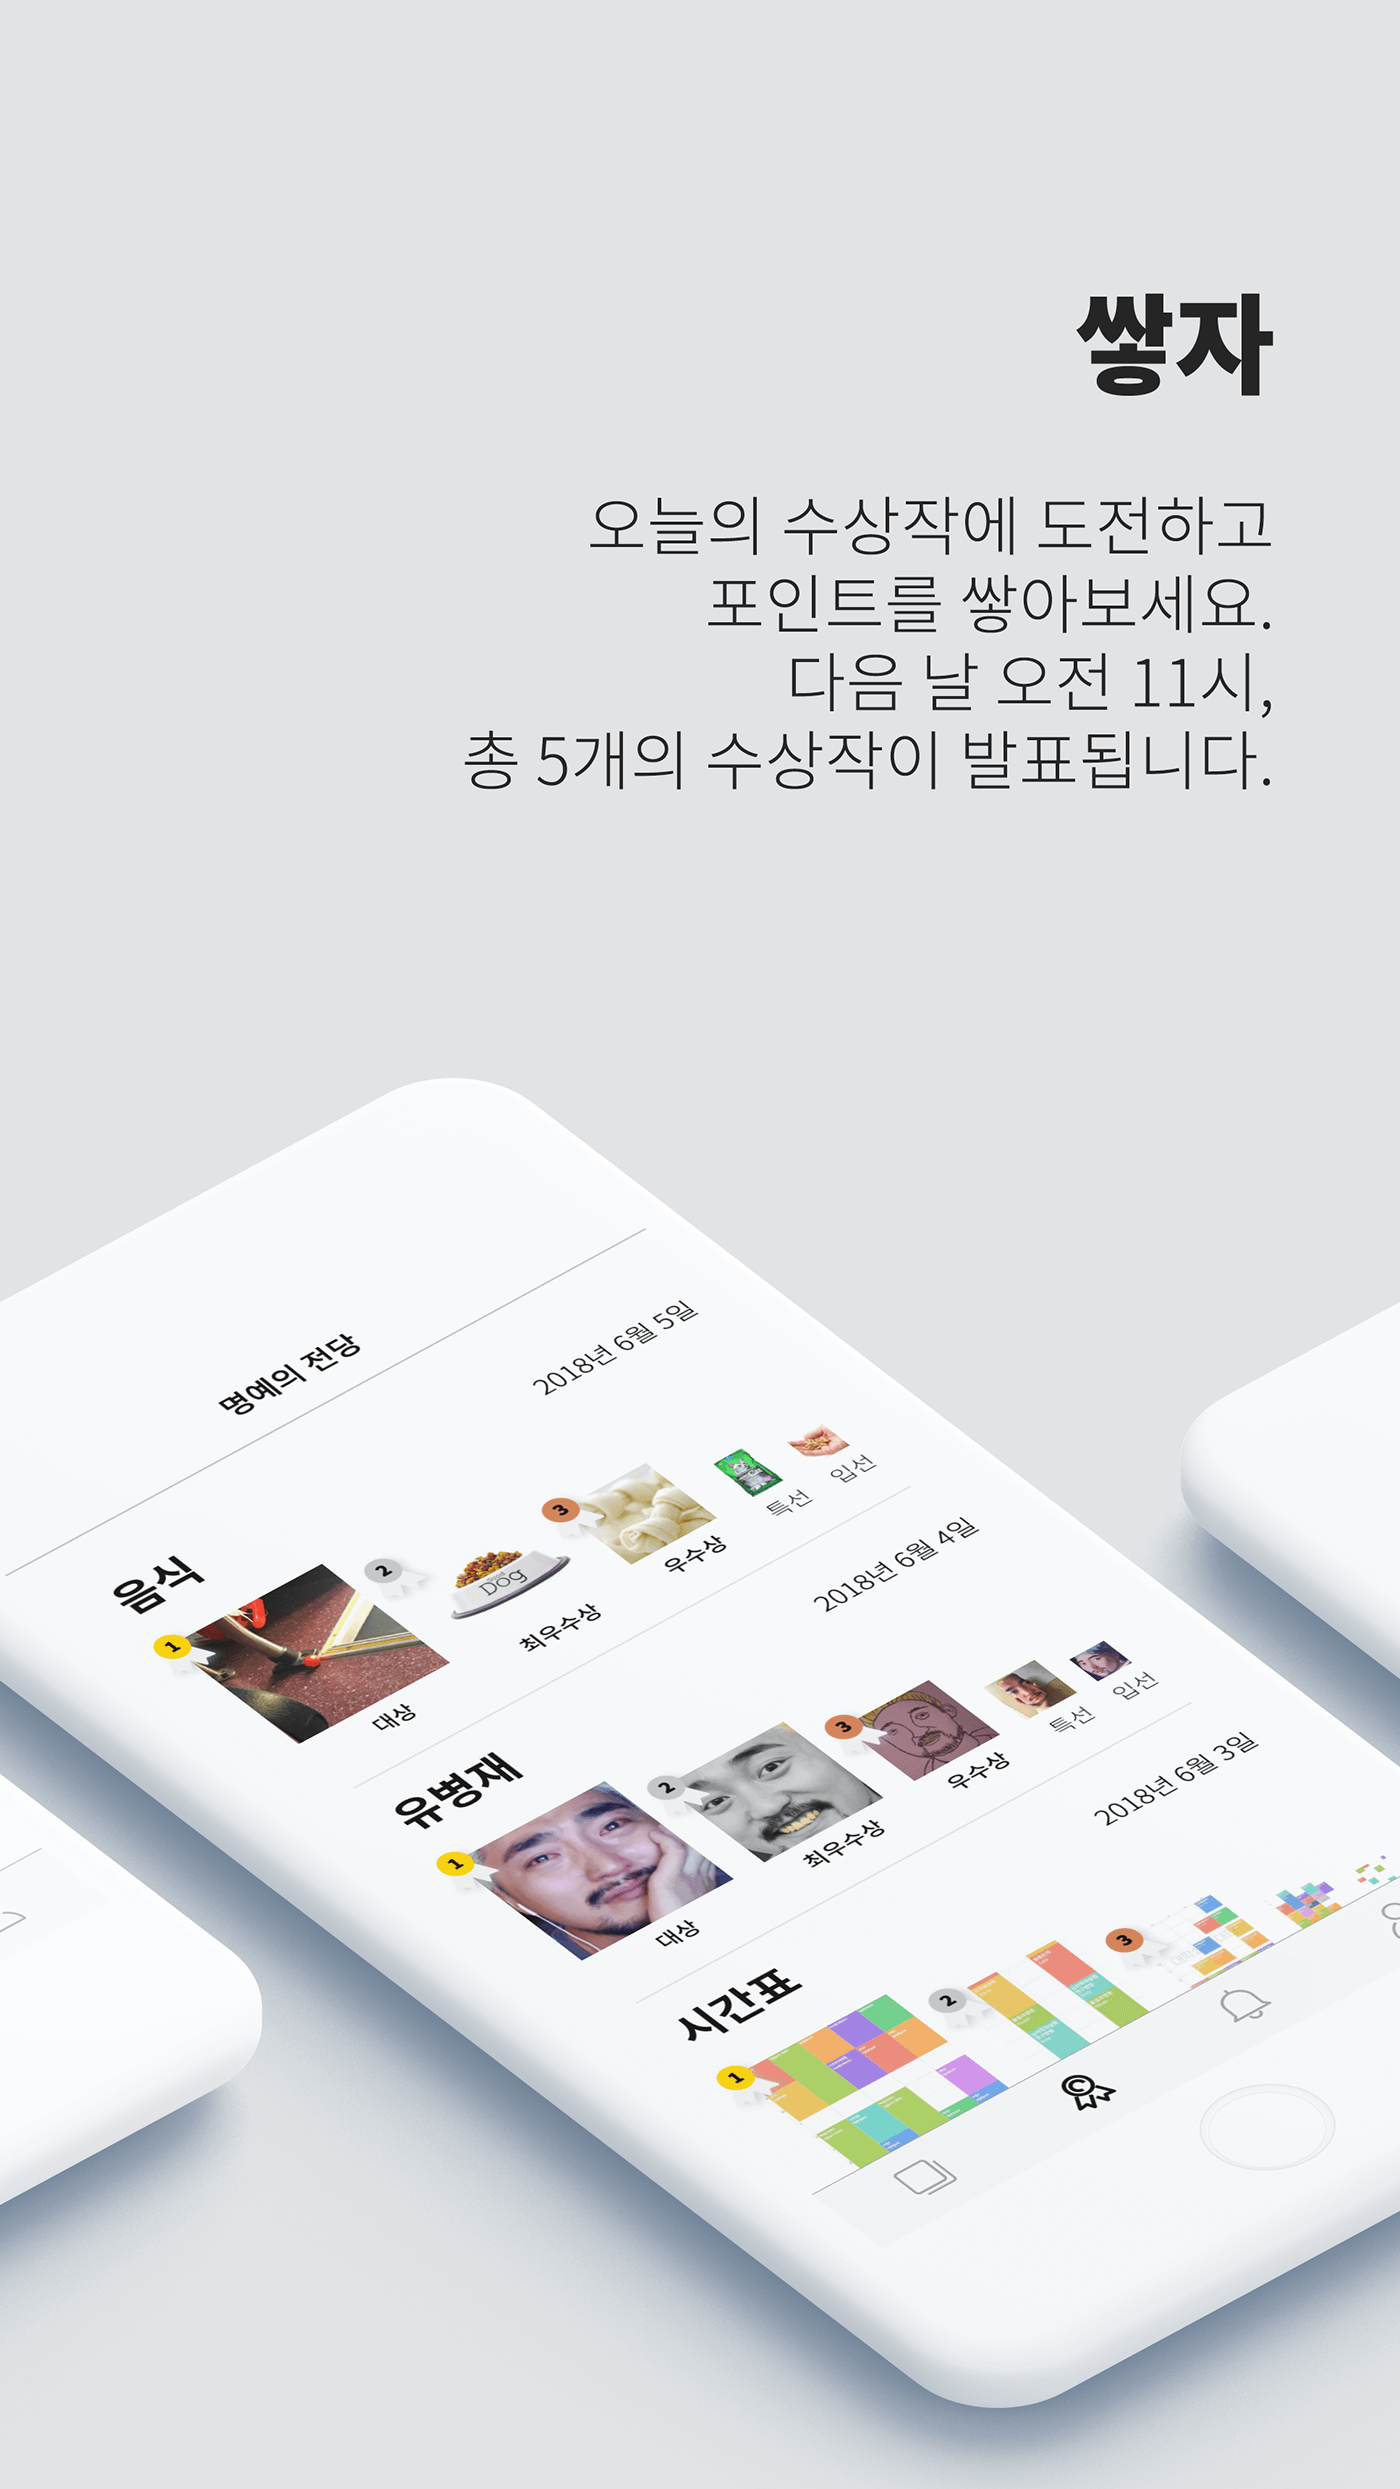 쌓자
오늘의 수상작에 도전하고
포인트를 쌓아보세요.
다음 날 오전 11시,
총 5개의 수상작이 발표됩니다.
명예의 전당
2018년 6월 5일
음식
1
대상
2
Dog
최우수상
3
우수상
특선
입선
2018년 6월 4일
유병재
1
대상
2
최우수상
3
우수상
특선
입선
2018년 6월 3일
시간표
1
2
3